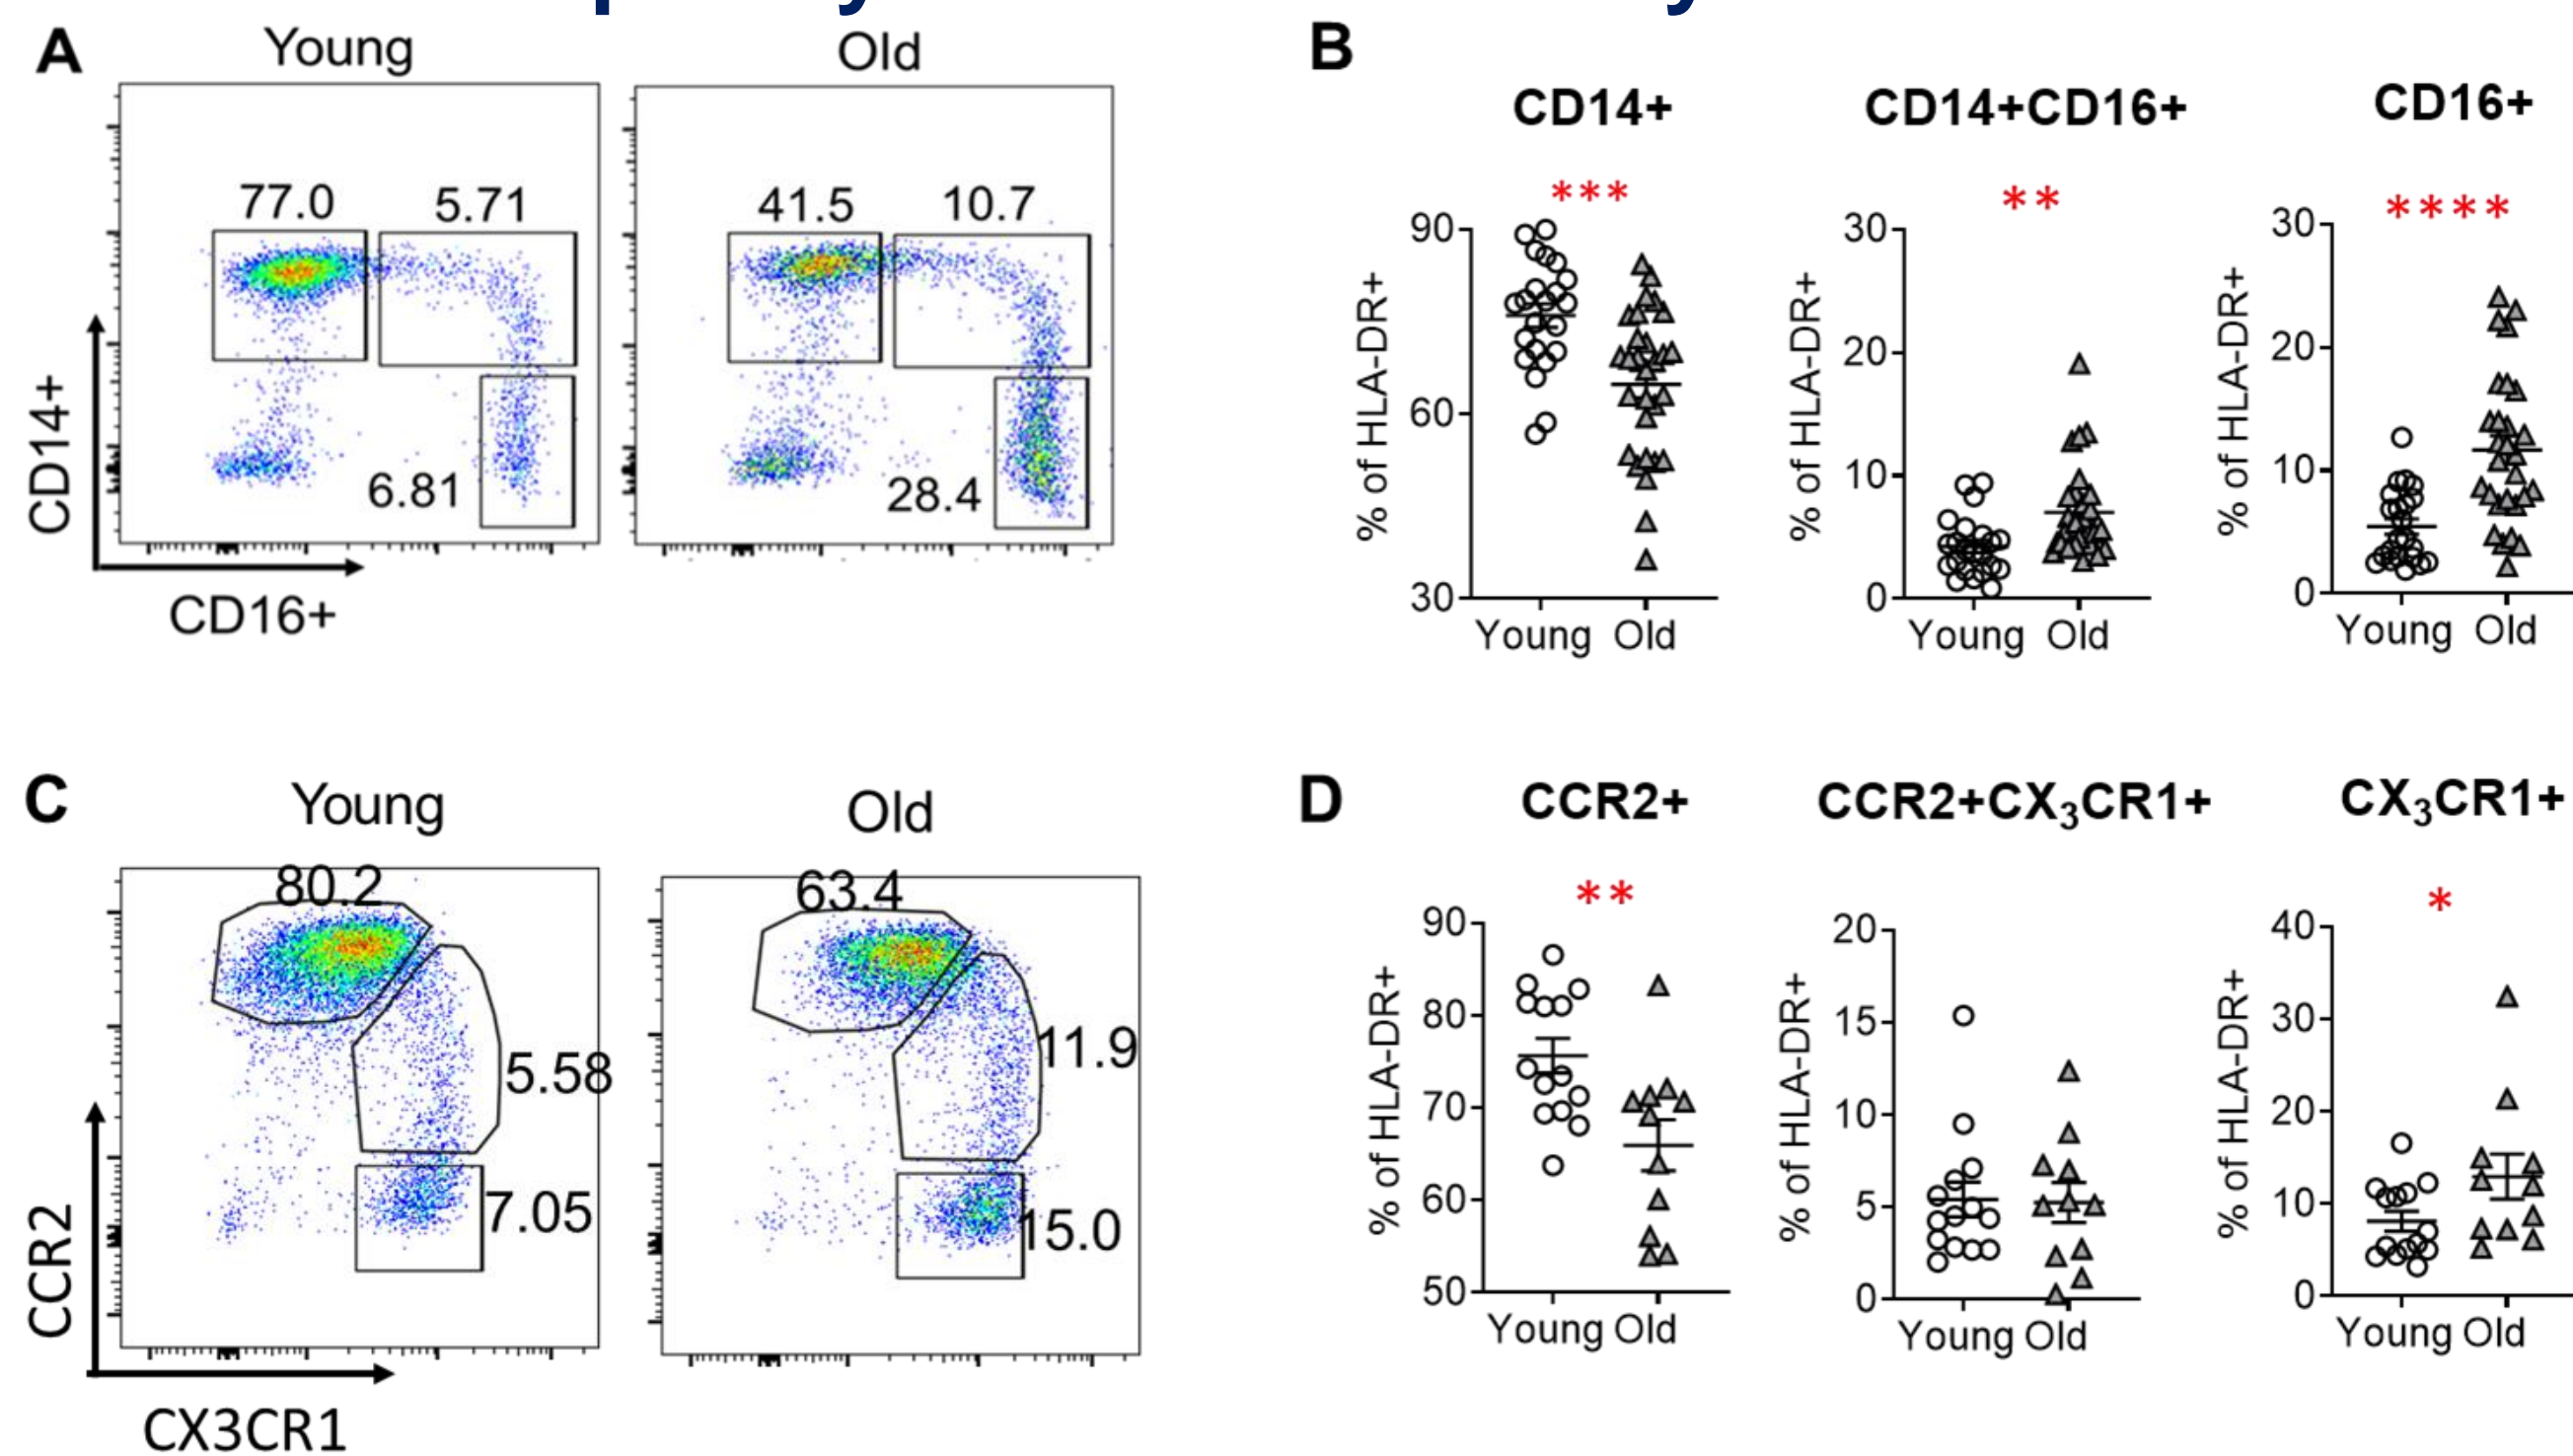 A
Young
Old
77.0
5.71
6.81
41.5
10.7
28.4
CD14+
CD16+
B
CD14+
CD14+CD16+
CD16+
***
**
****
% of HLA-DR+
90
60
30
Young Old
% of HLA-DR+
30
20
10
0
Young Old
% of HLA-DR+
30
20
10
0
Young Old
C
Young
Old
80.2
5.58
7.05
63.4
11.9
15.0
CCR2
CX3CR1
D
CCR2+
CCR2+CX₃CR1+
CX₃CR1+
**
*
% of HLA-DR+
90
80
70
60
50
Young Old
% of HLA-DR+
20
15
10
5
0
Young Old
% of HLA-DR+
40
30
20
10
0
Young Old